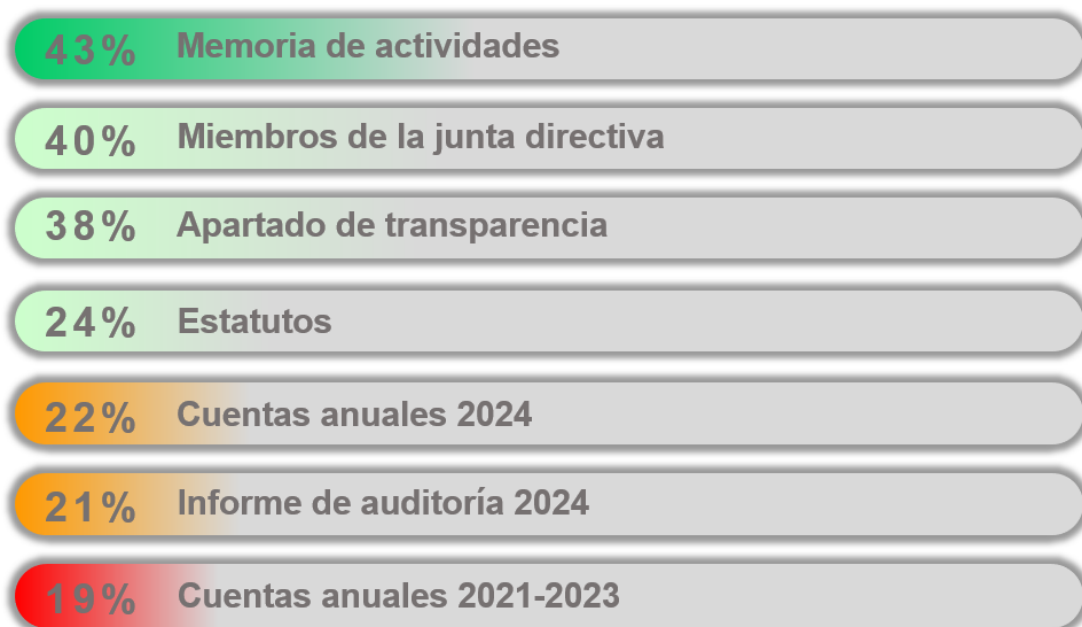 43% Memoria de actividades
40% Miembros de la junta directiva
38% Apartado de transparencia
24% Estatutos
22% Cuentas anuales 2024
21% Informe de auditoría 2024
19% Cuentas anuales 2021-2023